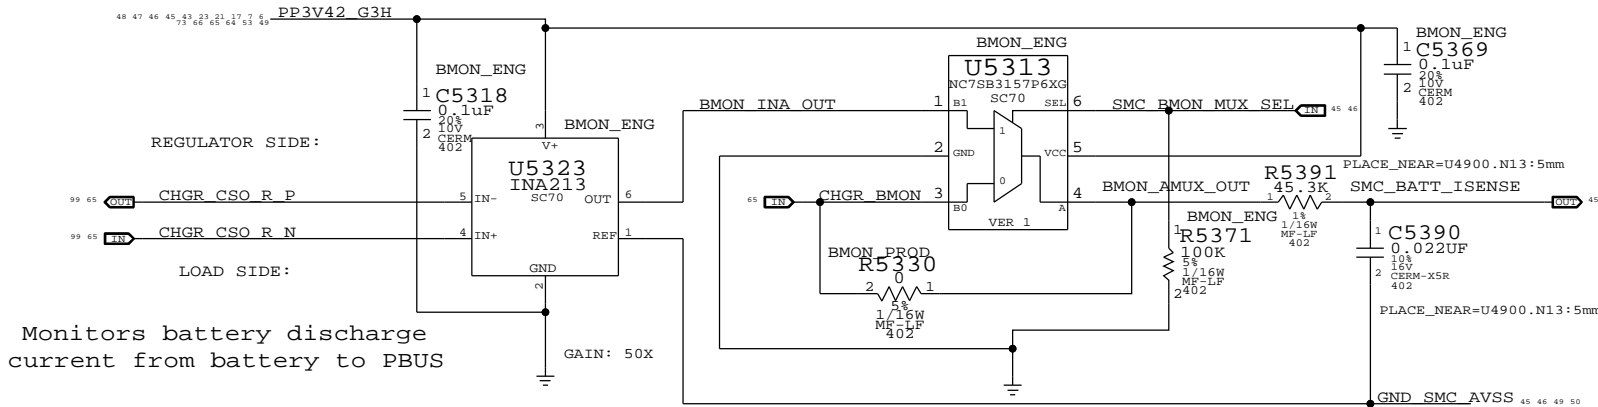 48 47 46 45 43 23 21 17 7 6
73 66 65 64 53 49
PP3V42_G3H
BMON_ENG
1
C5318
0.1uF
20%
10V
2
CERM
402
REGULATOR SIDE:
BMON_ENG
3
V+
U5323
INA213
SC70
99 65
OUT
CHGR_CSO_R_P
5
IN-
OUT
6
99 65
IN
CHGR_CSO_R_N
4
IN+
REF
1
LOAD SIDE:
GND
2
Monitors battery discharge
current from battery to PBUS
GAIN: 50X
BMON_INA_OUT
BMON_ENG
U5313
NC7SB3157P6XG
SC70
1
B1
SEL
6
SMC_BMON_MUX_SEL
IN
45 46
1
2
GND
VCC
5
0
65
IN
CHGR_BMON
3
B0
A
4
BMON_AMUX_OUT
VER 1
BMON_PROD
R5330
0
2
1
5%
1/16W
MF-LF
402
BMON_ENG
1
R5371
100K
5%
1/16W
MF-LF
2
402
BMON_ENG
1
C5369
0.1uF
20%
10V
2
CERM
402
PLACE_NEAR=U4900.N13:5mm
R5391
45.3K
1
2
1%
1/16W
MF-LF
402
SMC_BATT_ISENSE
OUT
45
1
C5390
0.022UF
10%
16V
2
CERM-X5R
402
PLACE_NEAR=U4900.N13:5mm
GND_SMC_AVSS
45 46 49 50